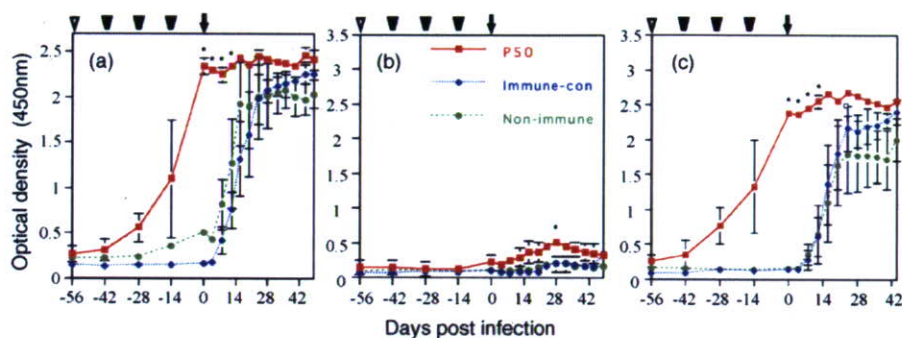 (a)
(b)
(c)
P50
Immune-con
Non-immune
Optical density (450nm)
2.5
2
1.5
1
0.5
0
3.5
3
2.5
2
1.5
1
0.5
0
3.5
3
2.5
2
1.5
1
0.5
0
-56 -42 -28 -14 0 14 28 42
-56 -42 -28 -14 0 14 28 42
-56 -42 -28 -14 0 14 28 42
Days post infection